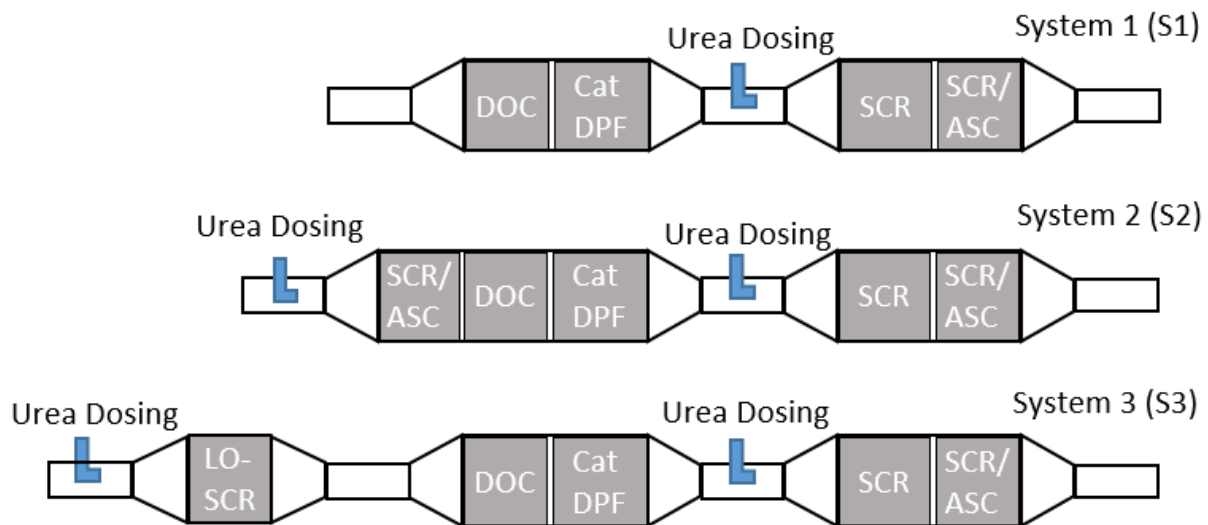 Urea Dosing
System 1 (S1)
DOC
Cat
DPF
SCR
SCR/
ASC
Urea Dosing
Urea Dosing
System 2 (S2)
SCR/
ASC
DOC
Cat
DPF
SCR
SCR/
ASC
Urea Dosing
Urea Dosing
System 3 (S3)
LO-
SCR
DOC
Cat
DPF
SCR
SCR/
ASC